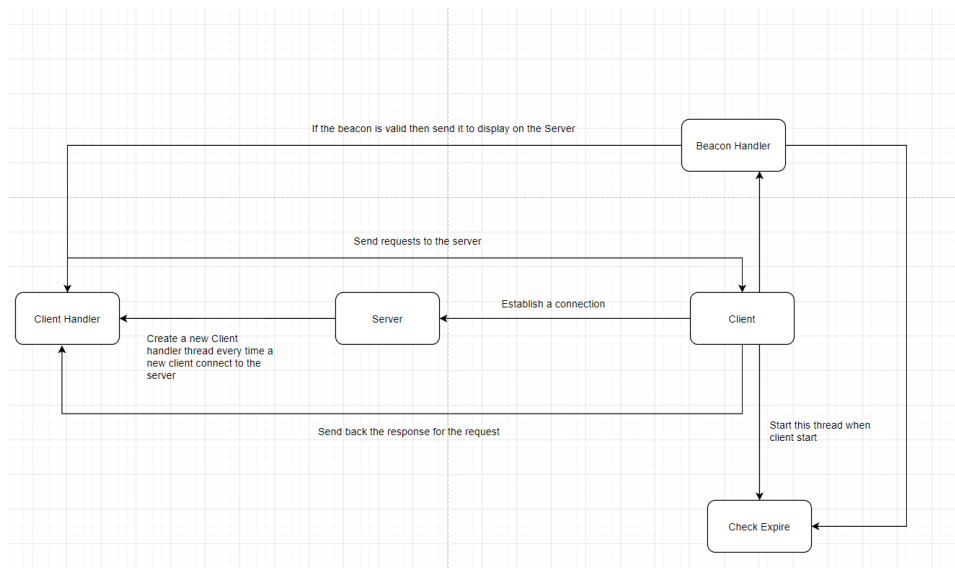 If the beacon is valid then send it to display on the Server
Beacon Handler
Send requests to the server
Establish a connection
Client Handler
Server
Client
Create a new Client
handler thread every time a
new client connect to the
server
Send back the response for the request
Start this thread when
client start
Check Expire